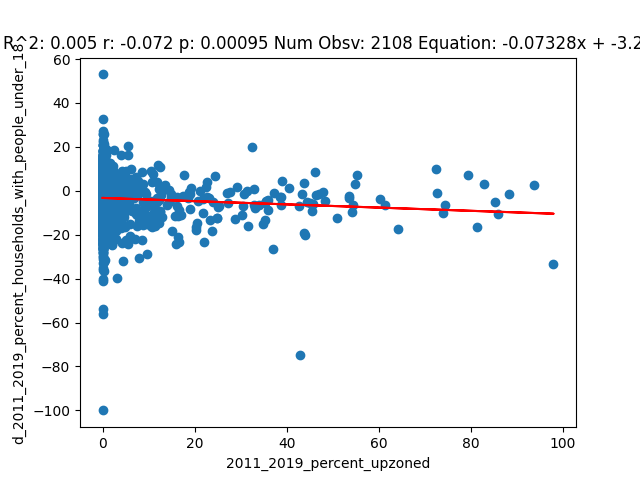 R^2: 0.005 r: -0.072 p: 0.00095 Num Obsv: 2108 Equation: -0.07328x + -3.2
d_2011_2019_percent_households_with_people_under_18
60
40
20
0
−20
−40
−60
−80
−100
0 20 40 60 80 100
2011_2019_percent_upzoned